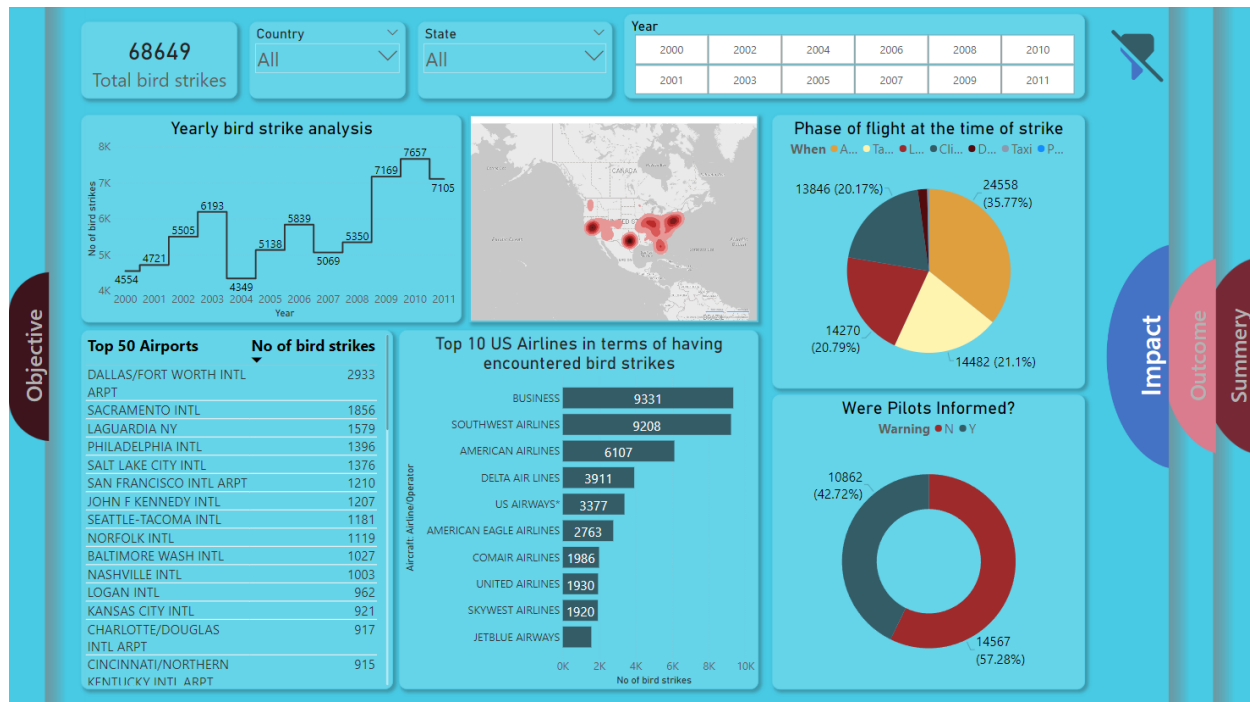 68649
Total bird strikes
Country
All
State
All
Year
2000 2002 2004 2006 2008 2010
2001 2003 2005 2007 2009 2011
Yearly bird strike analysis
No of bird strikes
8K
7K
6K
5K
4K
4554
4721
5505
6193
4349
5138
5839
5069
5350
7169
7657
7105
2000 2001 2002 2003 2004 2005 2006 2007 2008 2009 2010 2011
Year
CANADA
Phase of flight at the time of strike
When A... Ta... L... Cli... D... Taxi P...
13846 (20.17%)
24558
(35.77%)
14270
(20.79%)
14482 (21.1%)
Objective
Top 50 Airports No of bird strikes
DALLAS/FORT WORTH INTL
ARPT 2933
SACRAMENTO INTL 1856
LAGUARDIA NY 1579
PHILADELPHIA INTL 1396
SALT LAKE CITY INTL 1376
SAN FRANCISCO INTL ARPT 1210
JOHN F KENNEDY INTL 1207
SEATTLE-TACOMA INTL 1181
NORFOLK INTL 1119
BALTIMORE WASH INTL 1027
NASHVILLE INTL 1003
LOGAN INTL 962
KANSAS CITY INTL 921
CHARLOTTE/DOUGLAS
INTL ARPT 917
CINCINNATI/NORTHERN
KENTUCKY INTL ARPT 915
Top 10 US Airlines in terms of having
encountered bird strikes
Aircraft: Airline/Operator
BUSINESS 9331
SOUTHWEST AIRLINES 9208
AMERICAN AIRLINES 6107
DELTA AIR LINES 3911
US AIRWAYS* 3377
AMERICAN EAGLE AIRLINES 2763
COMAIR AIRLINES 1986
UNITED AIRLINES 1930
SKYWEST AIRLINES 1920
JETBLUE AIRWAYS
0K 2K 4K 6K 8K 10K
No of bird strikes
Were Pilots Informed?
Warning N Y
10862
(42.72%)
14567
(57.28%)
Impact
Outcome
Summery